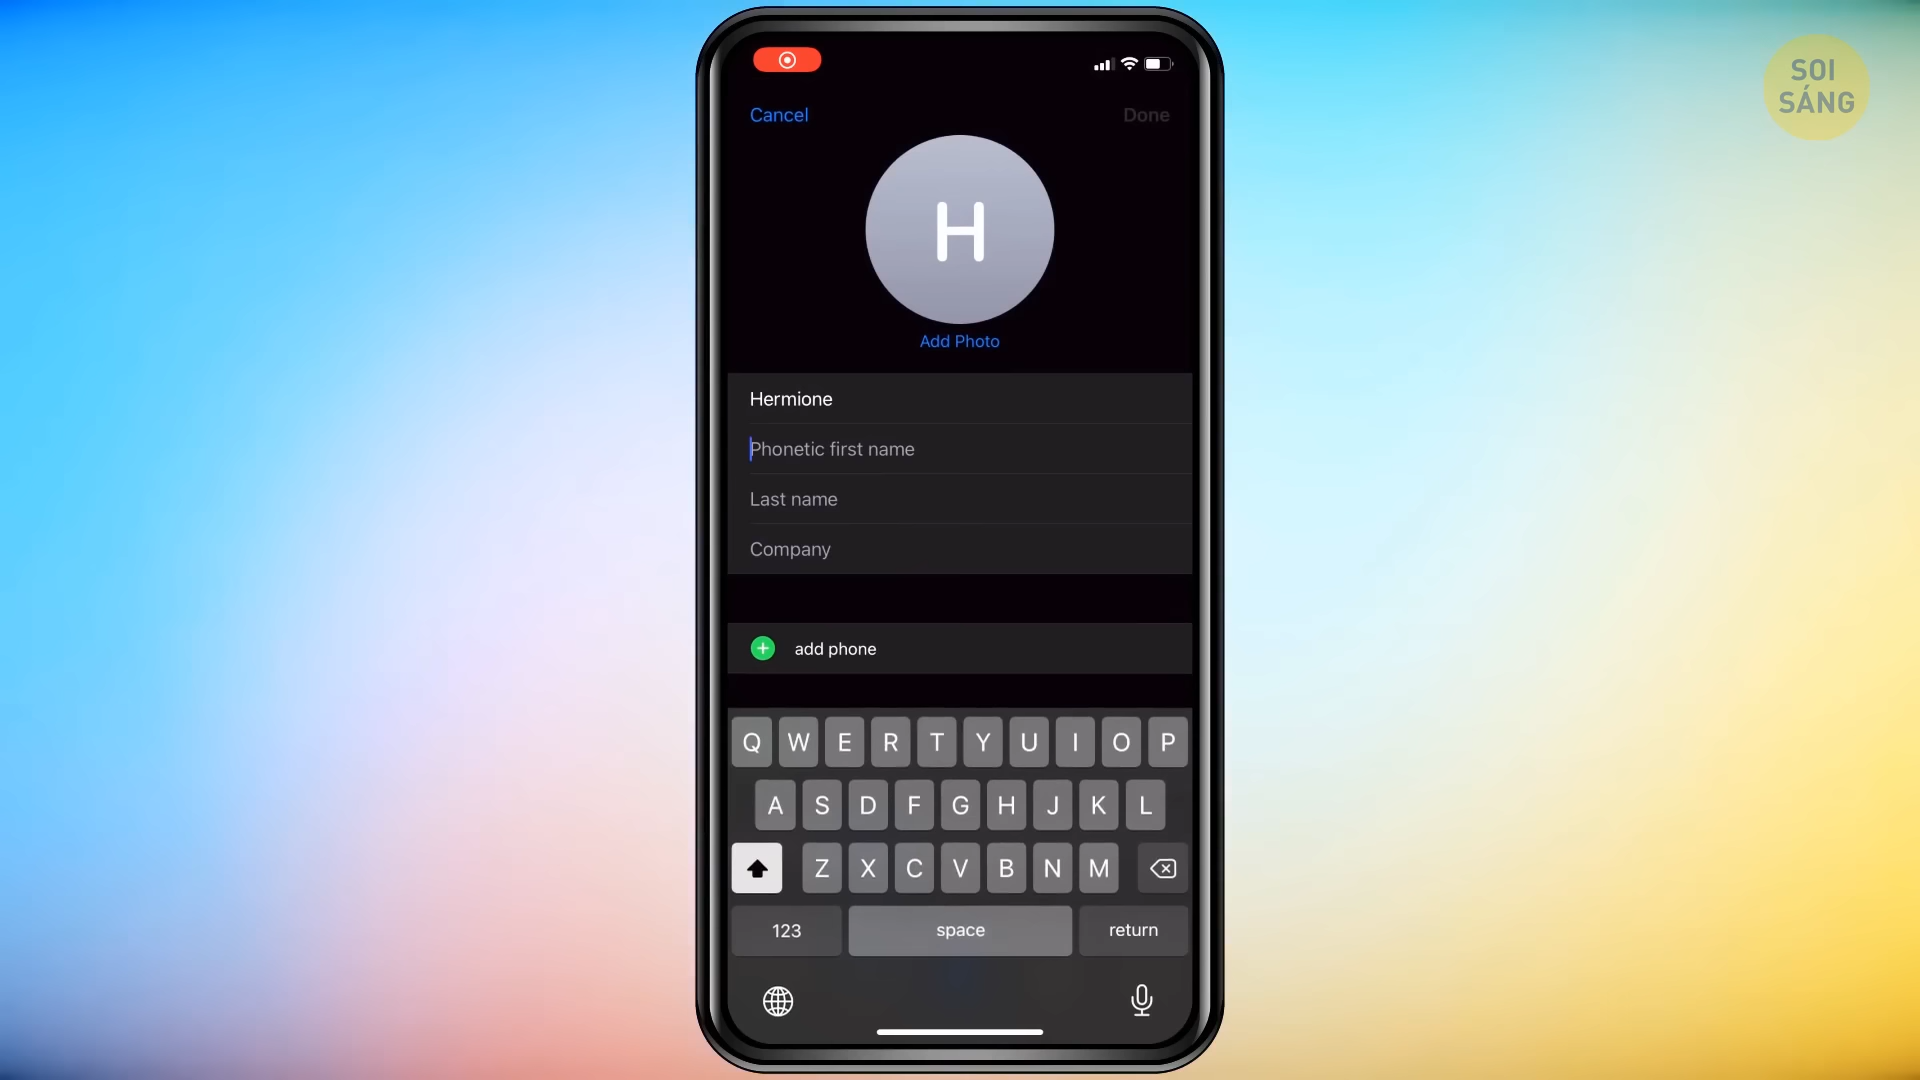 SOI
SÁNG
Cancel
Done
H
Add Photo
Hermione
Phonetic first name
Last name
Company
add phone
Q W E R T Y U I O P
A S D F G H J K L
Z X C V B N M
123 space return